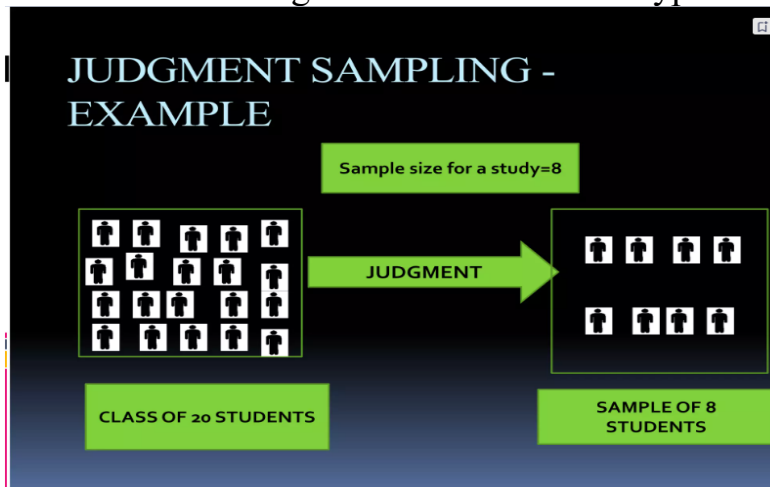 JUDGMENT SAMPLING -
EXAMPLE
Sample size for a study=8
JUDGMENT
CLASS OF 20 STUDENTS
SAMPLE OF 8
STUDENTS